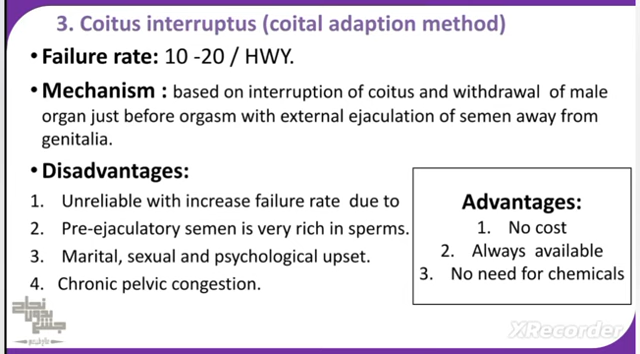 3. Coitus interruptus (coital adaption method)
• Failure rate: 10 -20 / HWY.
• Mechanism : based on interruption of coitus and withdrawal of male
organ just before orgasm with external ejaculation of semen away from
genitalia.
• Disadvantages:
1. Unreliable with increase failure rate due to
2. Pre-ejaculatory semen is very rich in sperms.
3. Marital, sexual and psychological upset.
4. Chronic pelvic congestion.
Advantages:
1. No cost
2. Always available
3. No need for chemicals
XRecorder